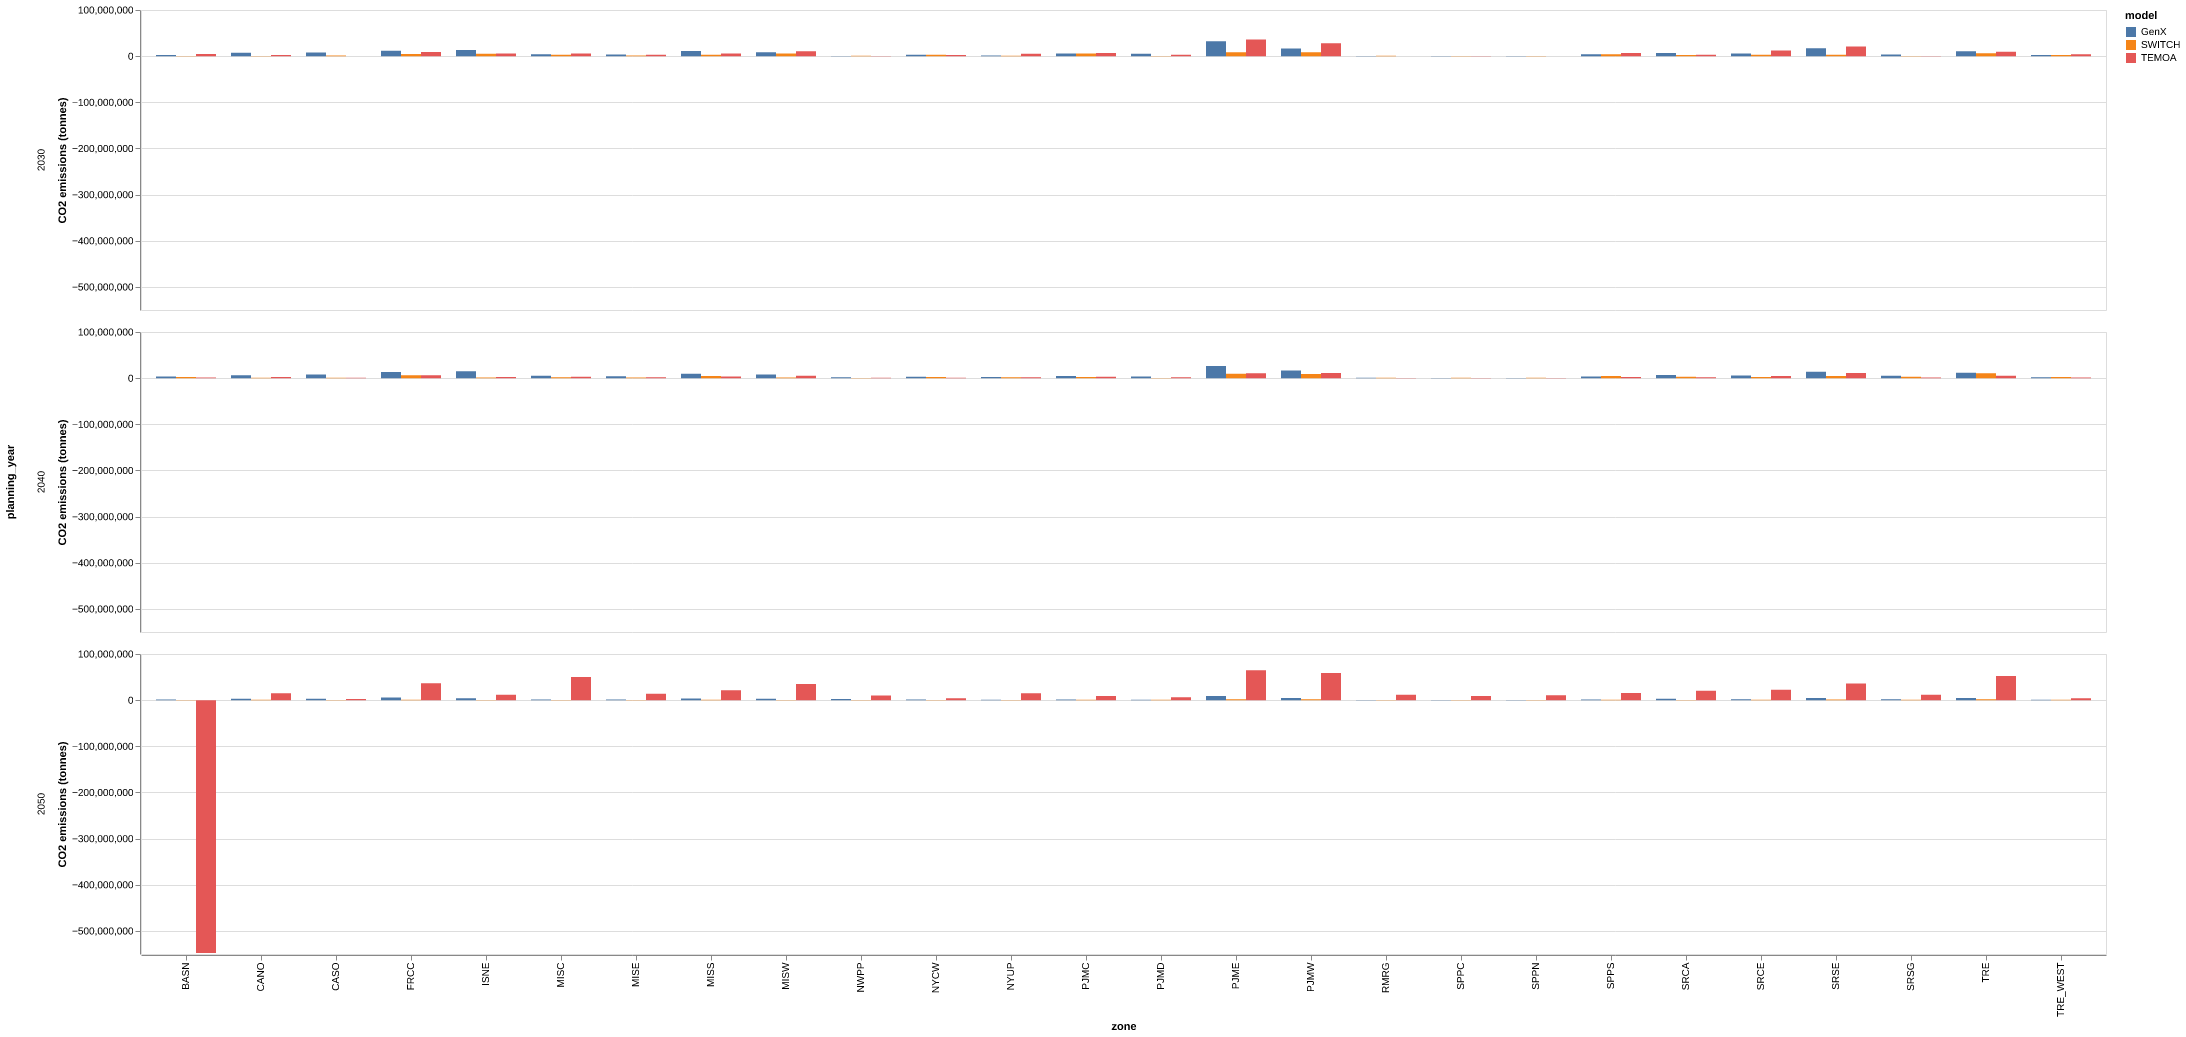 model
GenX
SWITCH
TEMOA
planning_year
2030
CO2 emissions (tonnes)
100,000,000
0
−100,000,000
−200,000,000
−300,000,000
−400,000,000
−500,000,000
2040
CO2 emissions (tonnes)
100,000,000
0
−100,000,000
−200,000,000
−300,000,000
−400,000,000
−500,000,000
2050
CO2 emissions (tonnes)
100,000,000
0
−100,000,000
−200,000,000
−300,000,000
−400,000,000
−500,000,000
BASN
CANO
CASO
FRCC
ISNE
MISC
MISE
MISS
MISW
NWPP
NYCW
NYUP
PJMC
PJMD
PJME
PJMW
RMRG
SPPC
SPPN
SPPS
SRCA
SRCE
SRSE
SRSG
TRE
TRE_WEST
zone